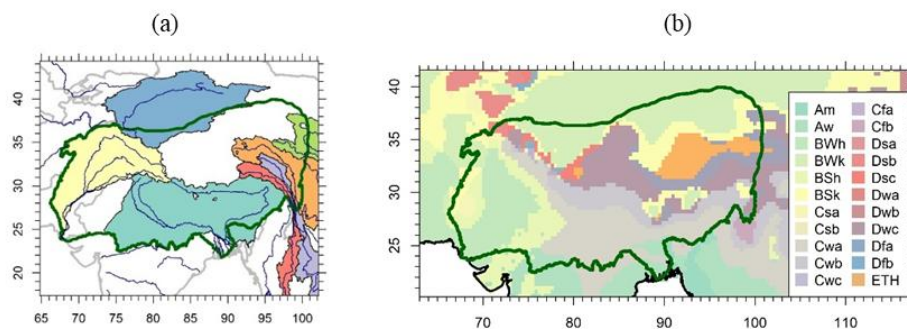 (a)
(b)
40
35
30
25
20
65 70 75 80 85 90 95 100
40
35
30
25
70
80
90
100
110
Am Cfa
Aw Cfb
BWh Dsa
BWk Dsb
BSh Dsc
BSk Dwa
Csa Dwb
Csb Dwc
Cwa Dfa
Cwb Dfb
Cwc ETH